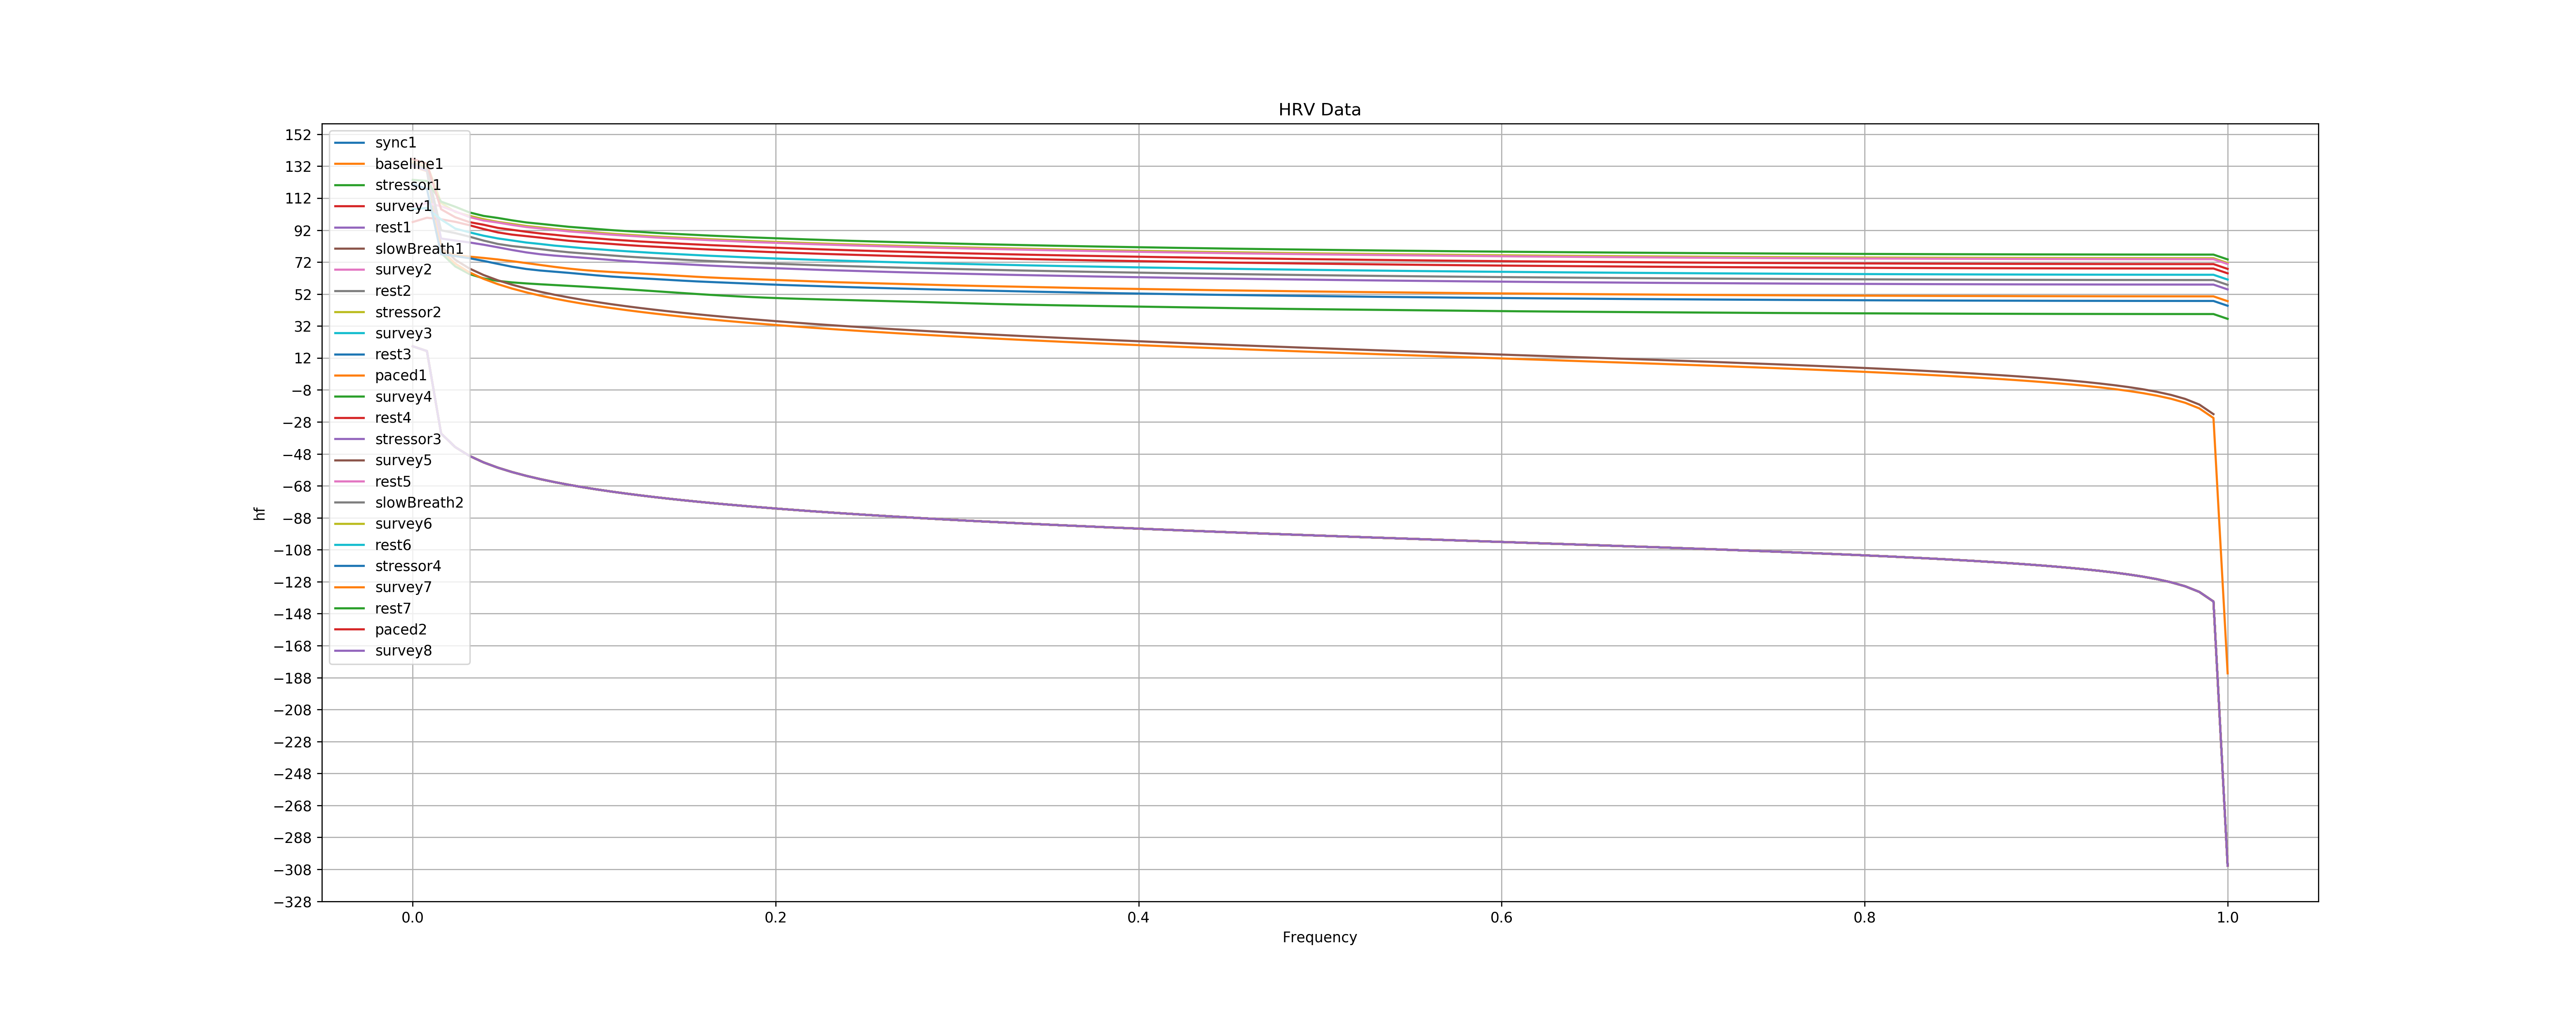 HRV Data
152
132
112
92
72
52
32
12
−8
−28
−48
−68
−88
−108
−128
−148
−168
−188
−208
−228
−248
−268
−288
−308
−328
hf
sync1
baseline1
stressor1
survey1
rest1
slowBreath1
survey2
rest2
stressor2
survey3
rest3
paced1
survey4
rest4
stressor3
survey5
rest5
slowBreath2
survey6
rest6
stressor4
survey7
rest7
paced2
survey8
0.0 0.2 0.4 0.6 0.8 1.0
Frequency